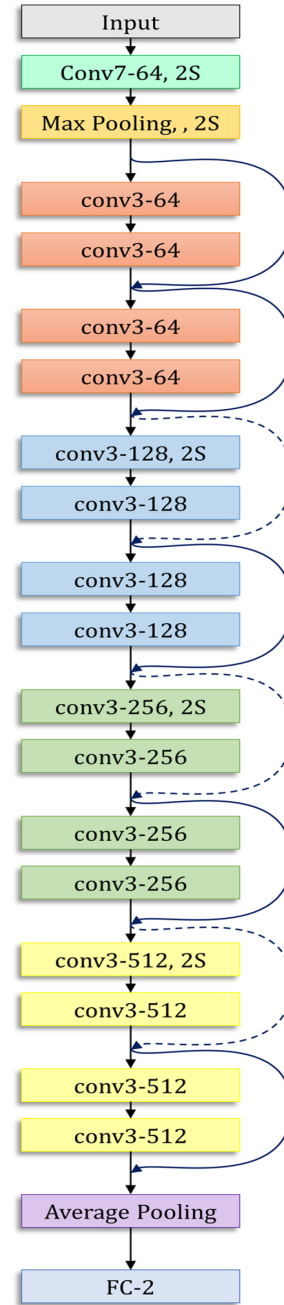 Input
Conv7-64, 2S
Max Pooling, , 2S
conv3-64
conv3-64
conv3-64
conv3-64
conv3-128, 2S
conv3-128
conv3-128
conv3-128
conv3-256, 2S
conv3-256
conv3-256
conv3-256
conv3-512, 2S
conv3-512
conv3-512
conv3-512
Average Pooling
FC-2